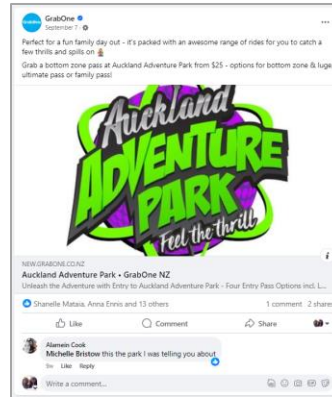 GrabOne
September 7
Perfect for a fun family day out - it's packed with an awesome range of rides for you to catch a
few thrills and spills on
Grab a bottom zone pass at Auckland Adventure Park from $25 - options for bottom zone & luge
ultimate pass or family pass!
Auckland
ADVENTURE
PARK
Feel the thrill
NEW.GRABONE.CO.NZ
Auckland Adventure Park • GrabOne NZ
Unleash the Adventure with Entry to Auckland Adventure Park - Four Entry Pass Options incl. L...
Shanelle Mataia, Anna Ennis and 13 others
1 comment 2 shares
Like Comment Share
Alamein Cook
Michelle Bristow this the park I was telling you about
Like Reply
Write a comment...